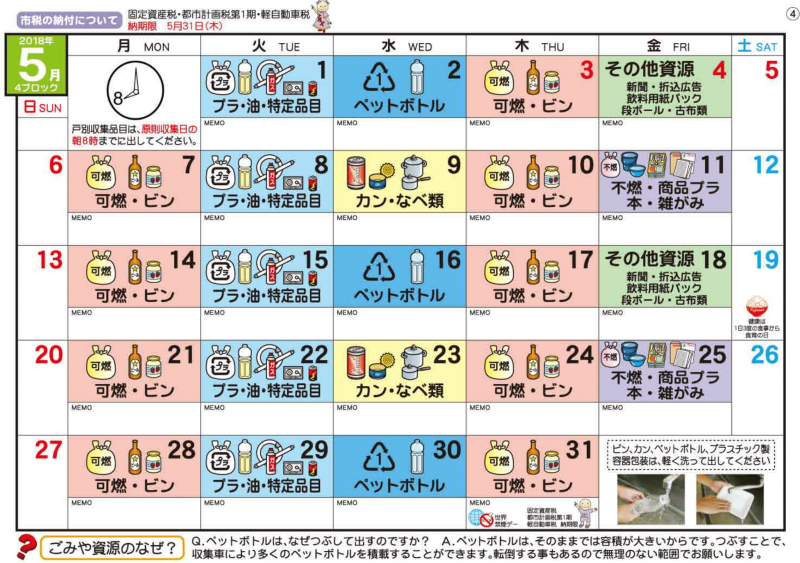 市税の納付について
固定資産税・都市計画税第1期・軽自動車税
納期限 5月31日(木)
④
2018年
5月
4ブロック
日 SUN
月 MON
火 TUE
水 WED
木 THU
金 FRI
土 SAT
8
戸別収集品目は、原則収集日の
朝8時までに出してください。
プラ 1
プラ・油・特定品目
MEMO
2
ペットボトル
MEMO
可燃 3
可燃・ビン
MEMO
その他資源 4
新聞・折込広告
飲料用紙パック
段ボール・古布類
MEMO
5
6
可燃 7
可燃・ビン
MEMO
プラ 8
プラ・油・特定品目
MEMO
9
カン・なべ類
MEMO
可燃 10
可燃・ビン
MEMO
不燃 11
不燃・商品プラ
本・雑がみ
MEMO
12
13
可燃 14
可燃・ビン
MEMO
プラ 15
プラ・油・特定品目
MEMO
1 16
ペットボトル
MEMO
可燃 17
可燃・ビン
MEMO
その他資源 18
新聞・折込広告
飲料用紙パック
段ボール・古布類
MEMO
19
健康は
1日3度の食事から
食育の日
20
可燃 21
可燃・ビン
MEMO
プラ 22
プラ・油・特定品目
MEMO
23
カン・なべ類
MEMO
可燃 24
可燃・ビン
MEMO
不燃 25
不燃・商品プラ
本・雑がみ
MEMO
26
27
可燃 28
可燃・ビン
MEMO
プラ 29
プラ・油・特定品目
MEMO
1 30
ペットボトル
MEMO
可燃 31
可燃・ビン
MEMO
世界
禁煙デー
固定資産税
都市計画税第1期
軽自動車税 納期限
ビン、カン、ペットボトル、プラスチック製
容器包装は、軽く洗って出してください
ごみや資源のなぜ?
Q.ペットボトルは、なぜつぶして出すのですか? A.ペットボトルは、そのままでは容積が大きいからです。つぶすことで、
収集車により多くのペットボトルを積載することができます。転倒する事もあるので無理のない範囲でお願いします。